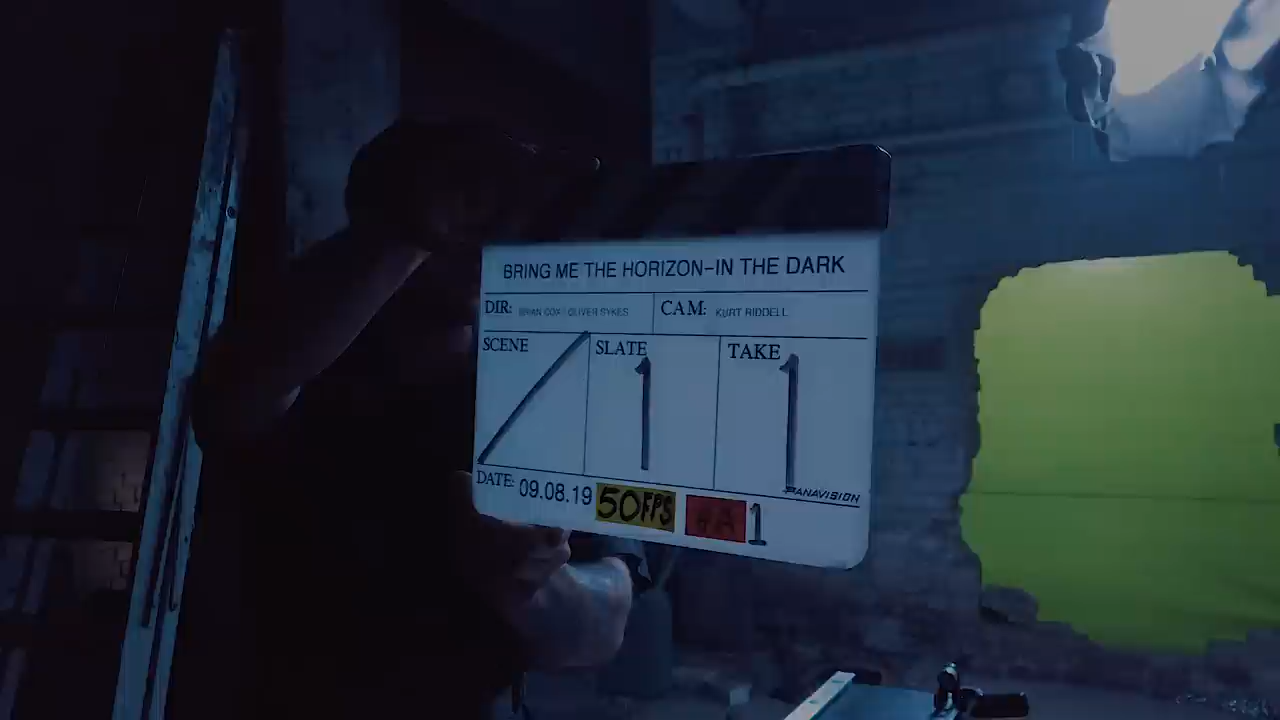 BRING ME THE HORIZON-IN THE DARK
DIR: BRIAN COX / OLIVER SYKES CAM: KURT RIDDELL
SCENE SLATE TAKE
/ 1 1
PANAVISION
DATE: 09.08.19 50FPS #A 1